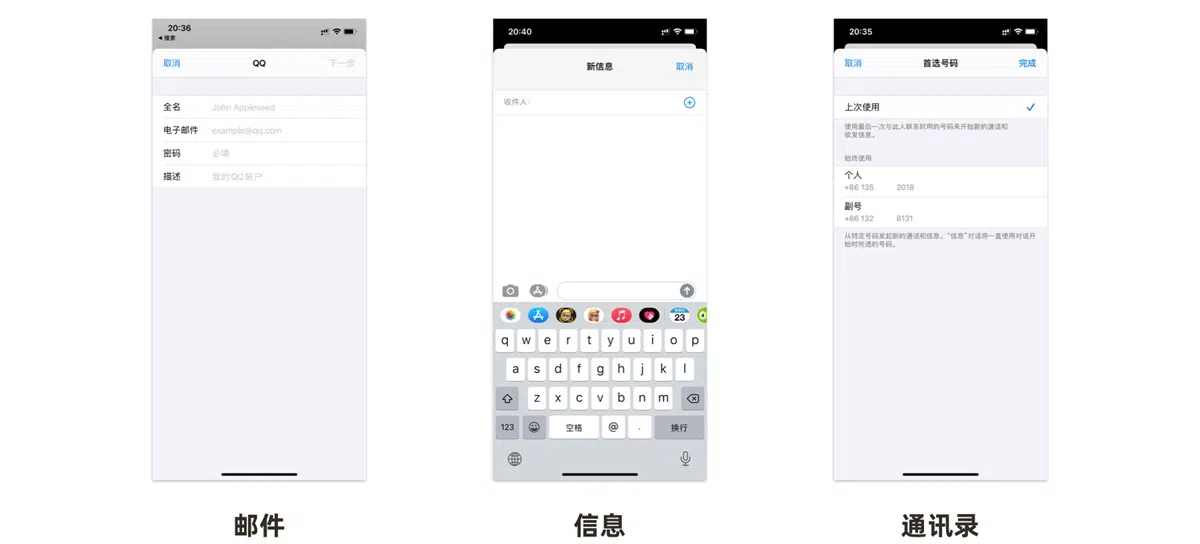 20:36
◀ 搜索
取消 QQ 下一步
全名 John Appleseed
电子邮件 example@qq.com
密码 必填
描述 我的 QQ 帐户
邮件
20:40
新信息 取消
收件人：
23
q w e r t y u i o p
a s d f g h j k l
z x c v b n m
123 空格 @ . 换行
信息
20:35
取消 首选号码 完成
上次使用
使用最后一次与此人联系时用的号码来开始新的通话和
收发信息。
始终使用
个人
+86 135 2018
副号
+86 132 8131
从特定号码发起新的通话和信息。“信息”对话将一直使用对话开
始时所选的号码。
通讯录